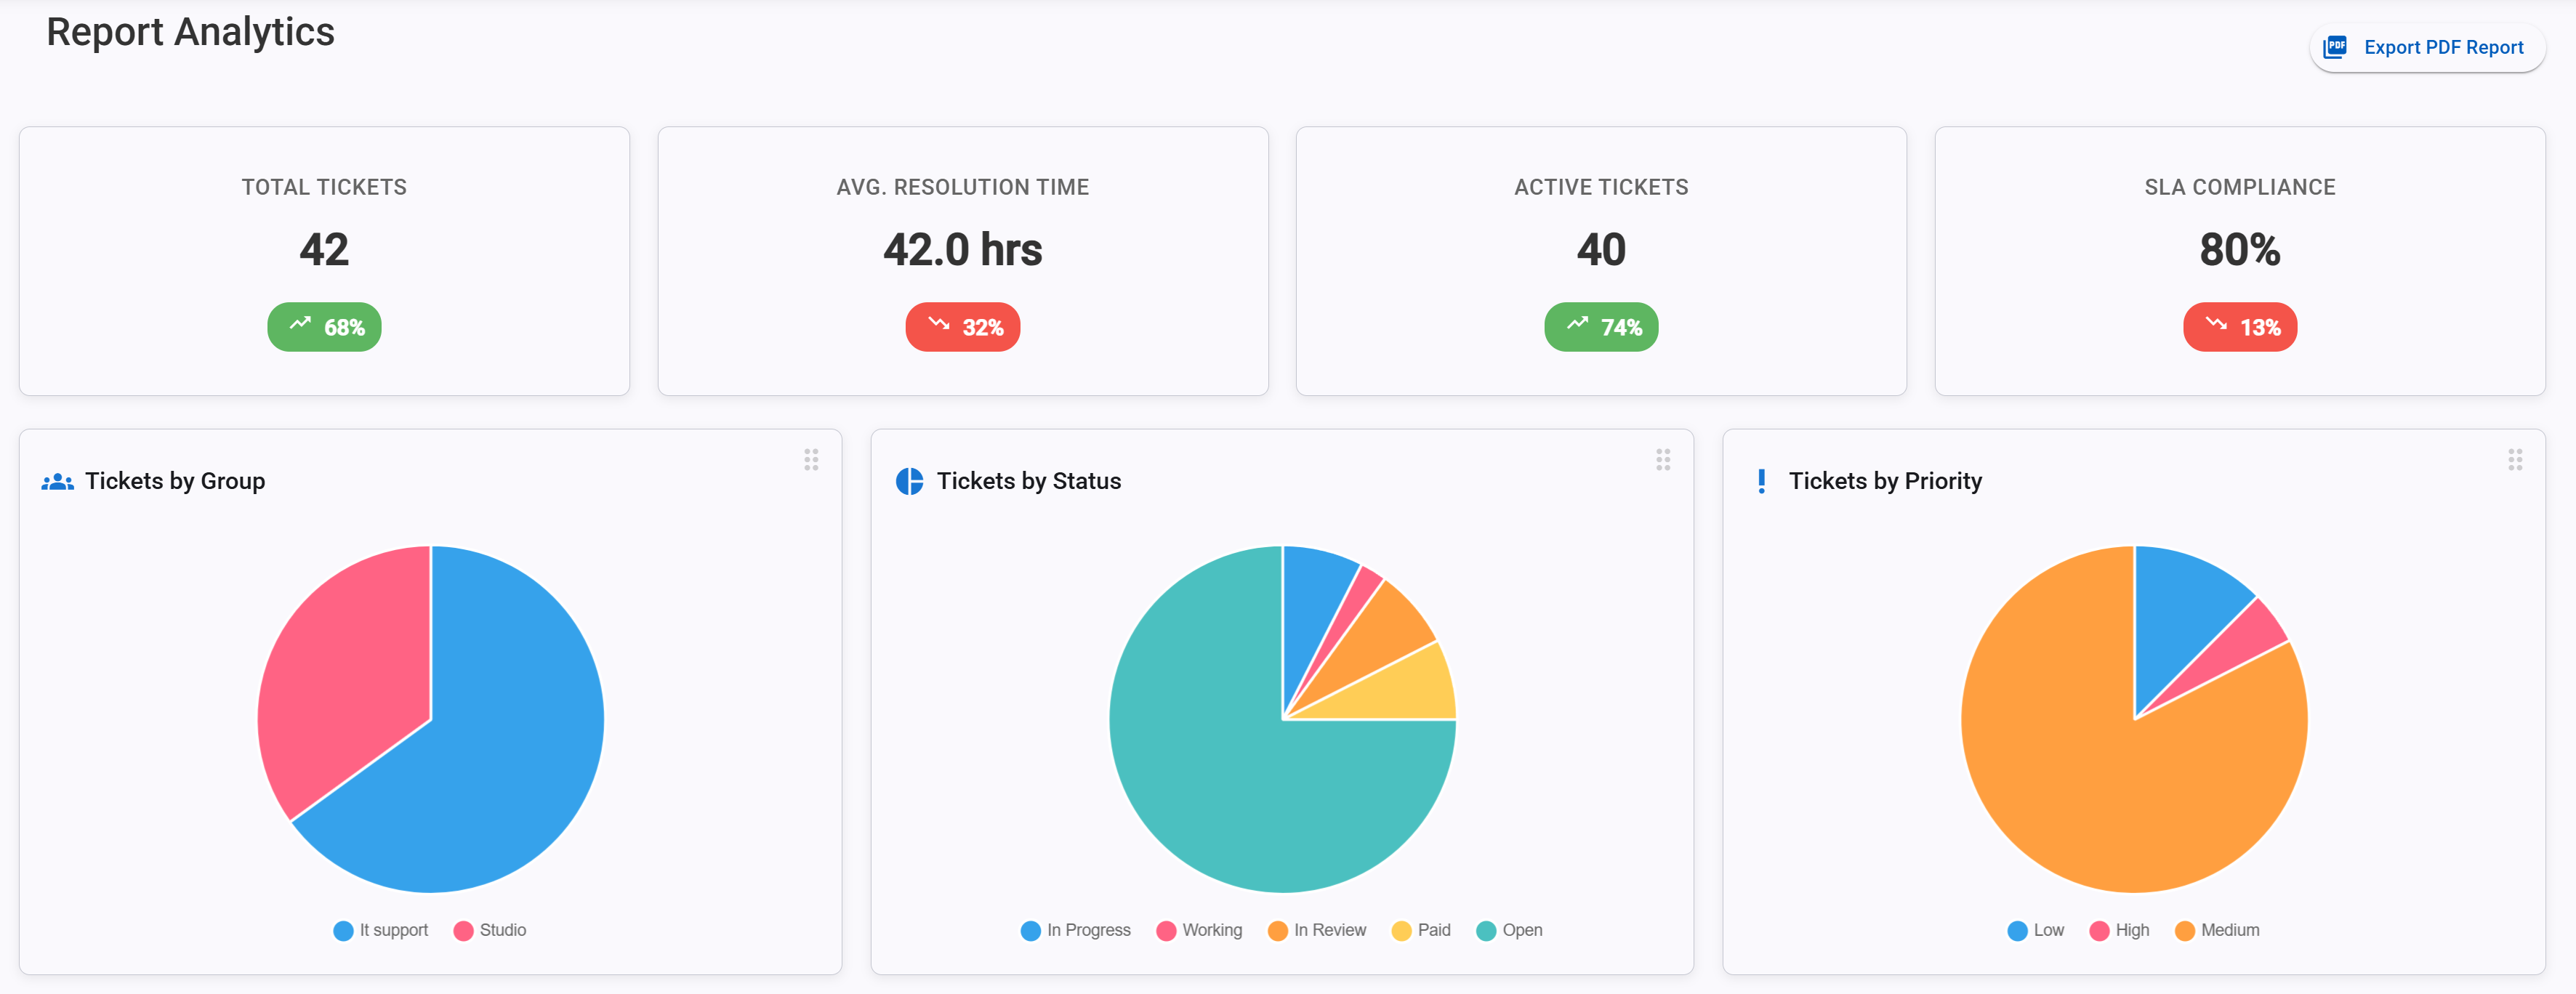 Report Analytics
PDF Export PDF Report
TOTAL TICKETS
42
68%
AVG. RESOLUTION TIME
42.0 hrs
32%
ACTIVE TICKETS
40
74%
SLA COMPLIANCE
80%
13%
Tickets by Group
It support Studio
Tickets by Status
In Progress Working In Review Paid Open
Tickets by Priority
Low High Medium